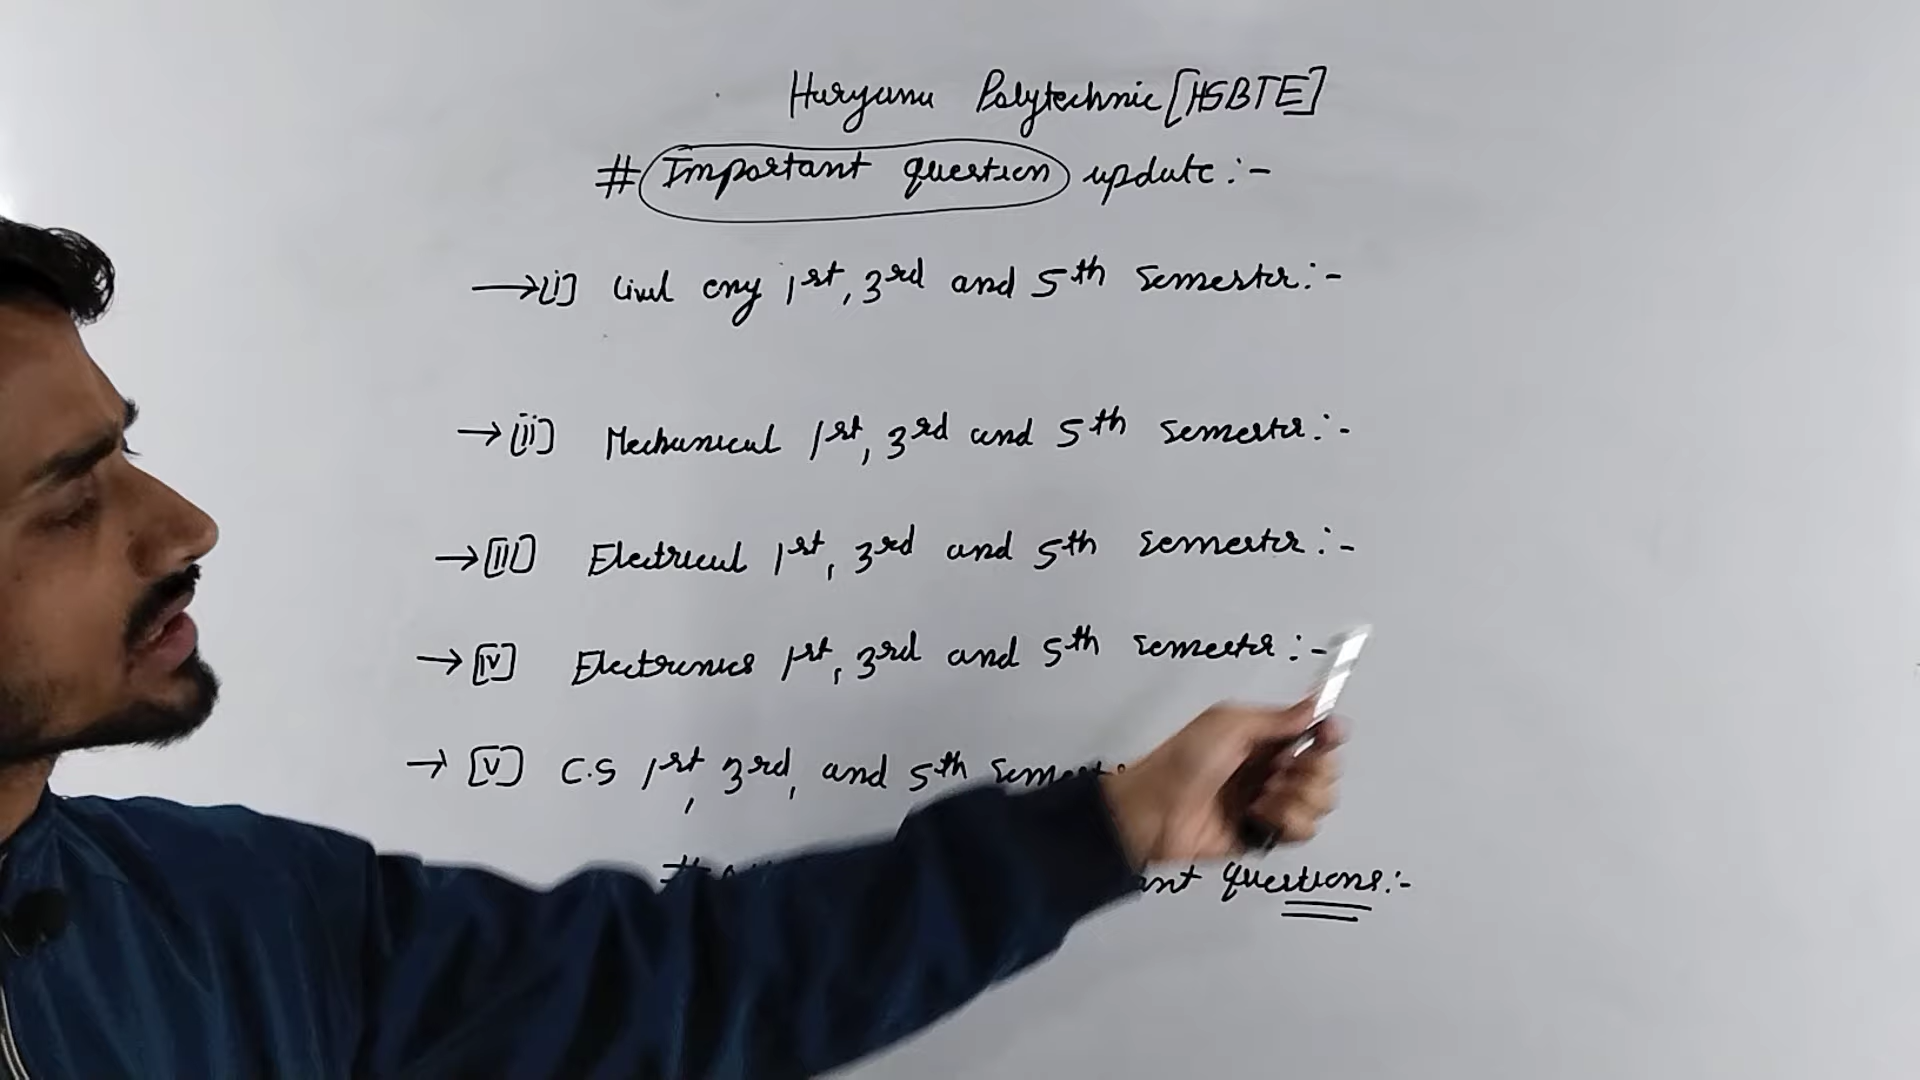 Haryana Polytechnic [HSBTE]
# Important question update :-
→ [i] Civil eng 1st, 3rd and 5th semester :-
→ [ii] Mechanical 1st, 3rd and 5th semester :-
→ [iii] Electrical 1st, 3rd and 5th semester :-
→ [iv] Electronics 1st, 3rd and 5th semester :-
→ [v] C.S 1st, 3rd, and 5th
# questions :-